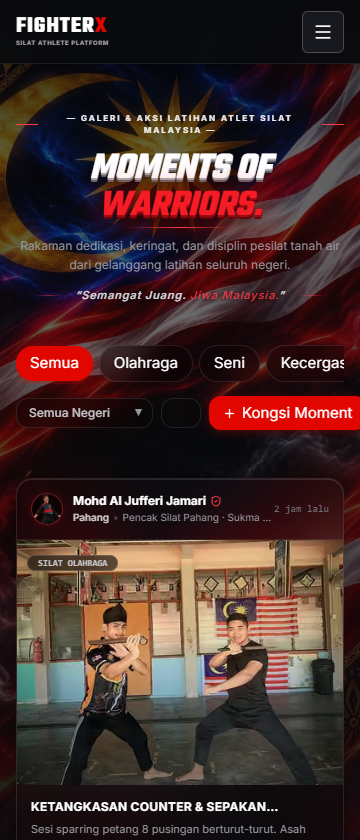 FIGHTERX
SILAT ATHLETE PLATFORM
— GALERI & AKSI LATIHAN ATLET SILAT
MALAYSIA —
MOMENTS OF
WARRIORS.
Rakaman dedikasi, keringat, dan disiplin pesilat tanah air
dari gelanggang latihan seluruh negeri.
"Semangat Juang. Jiwa Malaysia."
Semua Olahraga Seni Kecergas
Semua Negeri ▼ + Kongsi Moment
Mohd Al Jufferi Jamari
2 jam lalu
Pahang • Pencak Silat Pahang · Sukma ...
SILAT OLAHRAGA
KETANGKASAN COUNTER & SEPAKAN...
Sesi sparring petang 8 pusingan berturut-turut. Asah